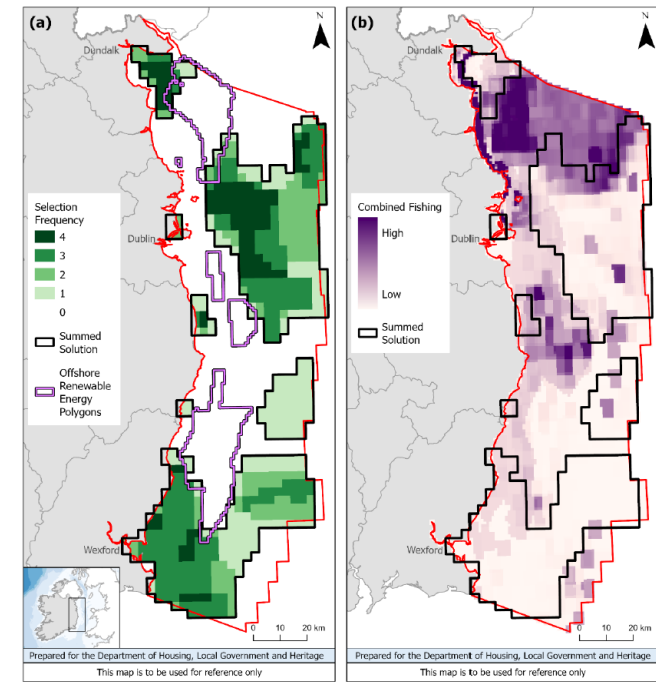 (a)
N
Dundalk
Selection
Frequency
4
3
2
1
0
Dublin
Summed
Solution
Offshore
Renewable
Energy
Polygons
Wexford
0 10 20 km
Prepared for the Department of Housing, Local Government and Heritage
This map is to be used for reference only
(b)
N
Dundalk
Combined Fishing
High
Low
Dublin
Summed
Solution
Wexford
0 10 20 km
Prepared for the Department of Housing, Local Government and Heritage
This map is to be used for reference only